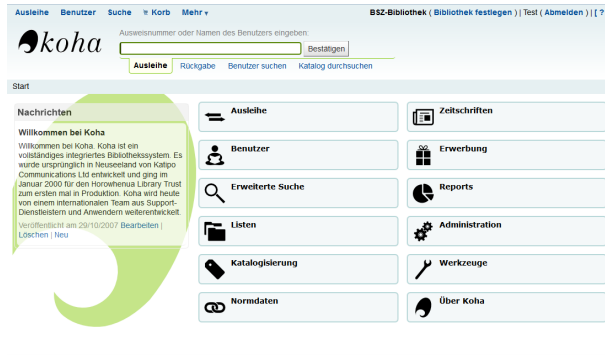 Ausleihe Benutzer Suche Korb Mehr BSZ-Bibliothek ( Bibliothek festlegen ) | Test ( Abmelden ) | [ ?
koha
Ausweisnummer oder Namen des Benutzers eingeben:
Bestätigen
Ausleihe Rückgabe Benutzer suchen Katalog durchsuchen
Start
Nachrichten
Willkommen bei Koha
Willkommen bei Koha. Koha ist ein
vollständiges integriertes Bibliothekssystem. Es
wurde ursprünglich in Neuseeland von Katipo
Communications Ltd entwickelt und ging im
Januar 2000 für den Horowhenua Library Trust
zum ersten mal in Produktion. Koha wird heute
von einem internationalen Team aus Support-
Dienstleistern und Anwendern weiterentwickelt.
Veröffentlicht am 29/10/2007 Bearbeiten |
Löschen | Neu
Ausleihe
Zeitschriften
Benutzer
Erwerbung
Erweiterte Suche
Reports
Listen
Administration
Katalogisierung
Werkzeuge
Normdaten
Über Koha